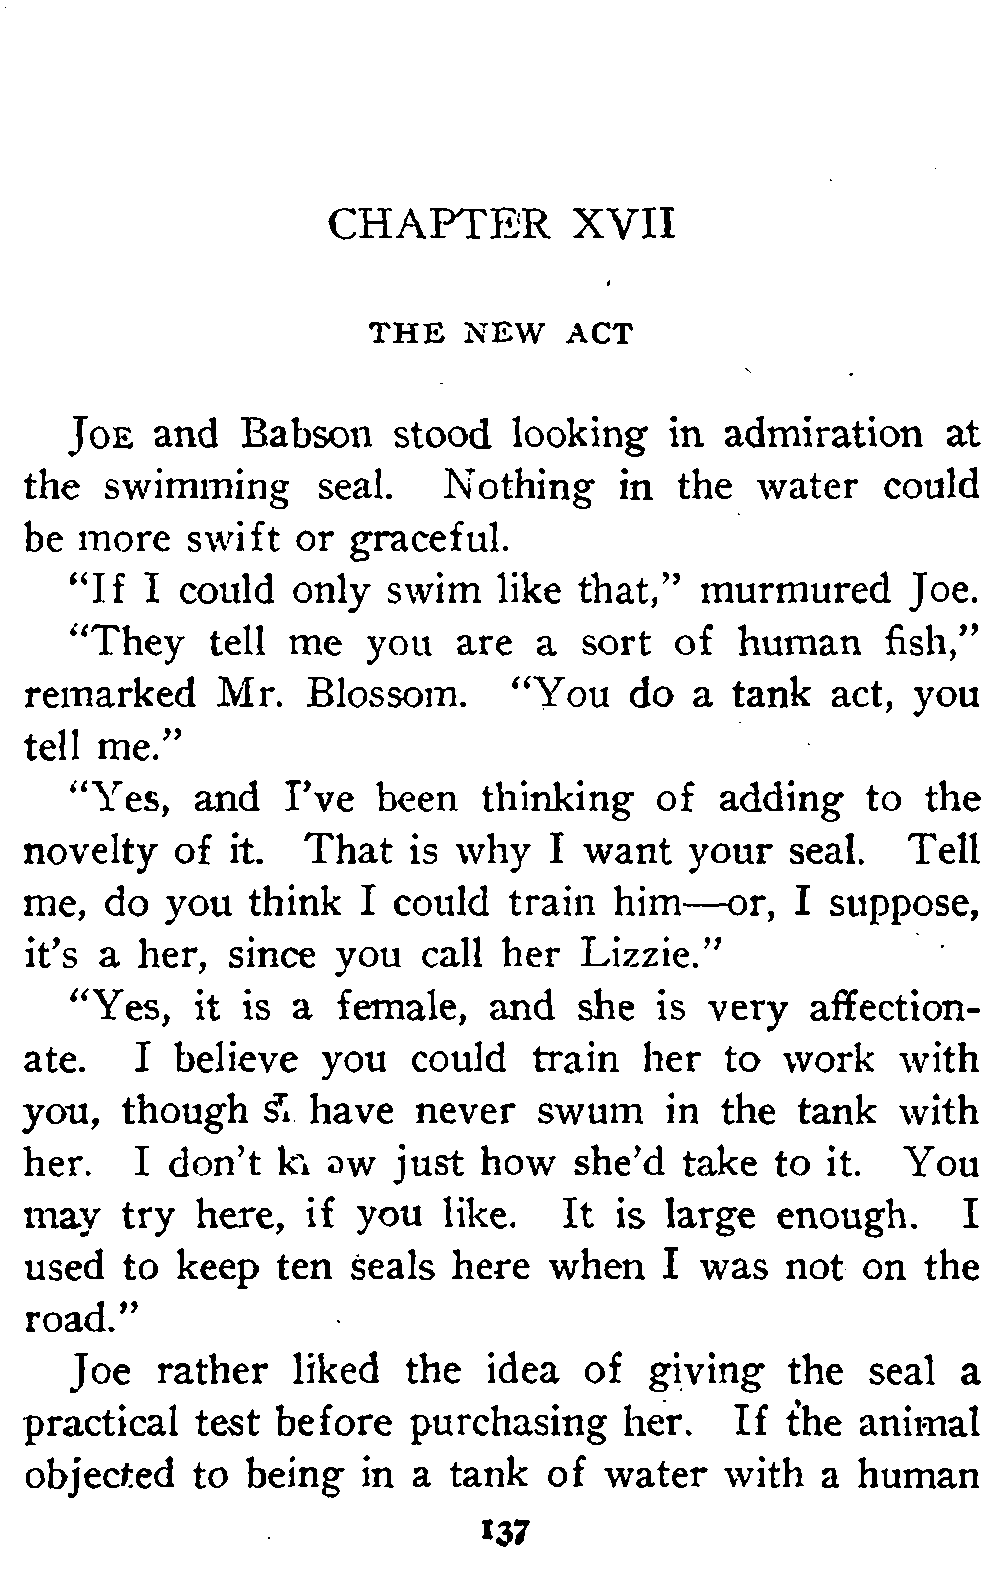 CHAPTER XVII
THE NEW ACT
JOE and Babson stood looking in admiration at
the swimming seal. Nothing in the water could
be more swift or graceful.
“If I could only swim like that,” murmured Joe.
“They tell me you are a sort of human fish,”
remarked Mr. Blossom. “You do a tank act, you
tell me.”
“Yes, and I’ve been thinking of adding to the
novelty of it. That is why I want your seal. Tell
me, do you think I could train him—or, I suppose,
it’s a her, since you call her Lizzie.”
“Yes, it is a female, and she is very affection-
ate. I believe you could train her to work with
you, though have never swum in the tank with
her. I don’t know just how she’d take to it. You
may try here, if you like. It is large enough. I
used to keep ten seals here when I was not on the
road.”
Joe rather liked the idea of giving the seal a
practical test before purchasing her. If the animal
objected to being in a tank of water with a human
137